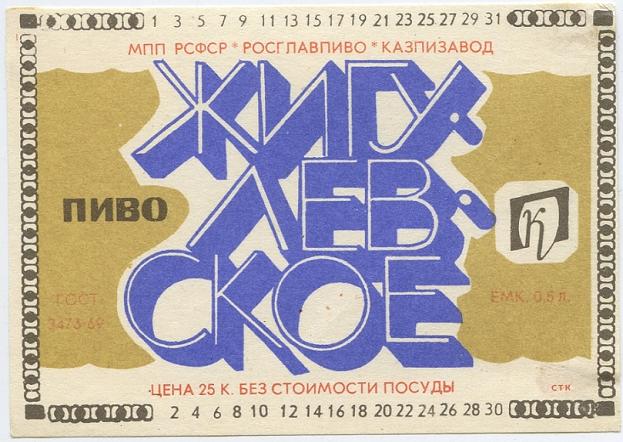 1 3 5 7 9 11 13 15 17 19 21 23 25 27 29 31
МПП РСФСР * РОСГЛАВПИВО * КАЗПИЗАВОД
ЖИГУ-
ЛЕВ-
СКОЕ
ПИВО
К
ГОСТ
3473-69
ЕМК. 0,5 л.
ЦЕНА 25 К. БЕЗ СТОИМОСТИ ПОСУДЫ
СТК
2 4 6 8 10 12 14 16 18 20 22 24 26 28 30